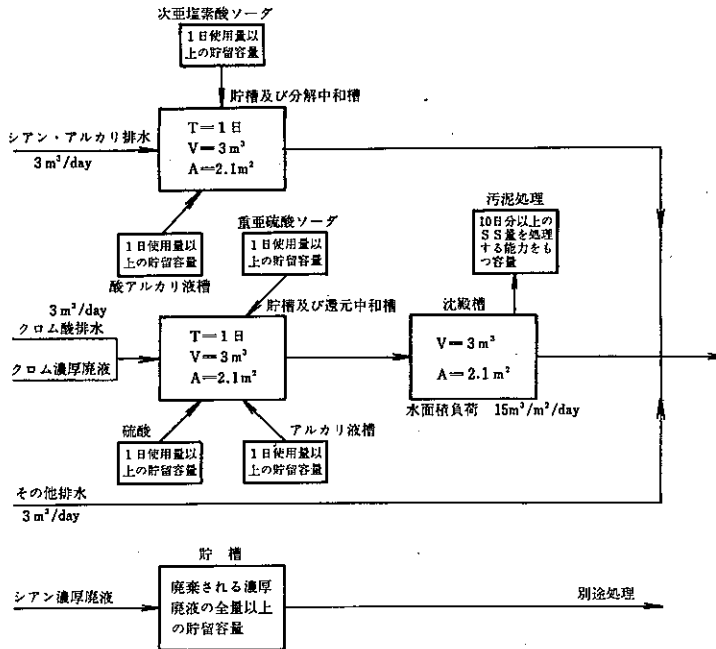 次亜塩素酸ソーダ
1日使用量以
上の貯留容量
貯槽及び分解中和槽
シアン・アルカリ排水
3m³/day
T=1日
V=3m³
A=2.1m²
1日使用量以
上の貯留容量
酸アルカリ液槽
重亜硫酸ソーダ
1日使用量以
上の貯留容量
汚泥処理
10日分以上の
SS量を処理
する能力をも
つ容量
3m³/day
クロム酸排水
クロム濃厚廃液
貯槽及び還元中和槽
T=1日
V=3m³
A=2.1m²
沈殿槽
V=3m³
A=2.1m²
水面積負荷 15m³/m²/day
硫酸
1日使用量以
上の貯留容量
アルカリ液槽
1日使用量以
上の貯留容量
その他排水
3m³/day
貯槽
シアン濃厚廃液
廃棄される濃厚
廃液の全量以上
の貯留容量
別途処理